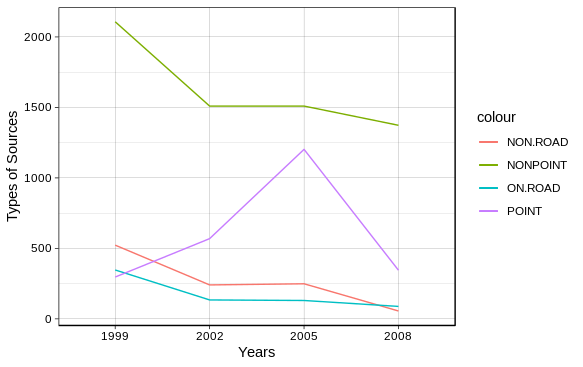 2000
1500
1000
500
0
Types of Sources
1999 2002 2005 2008
Years
colour
NON.ROAD
NONPOINT
ON.ROAD
POINT